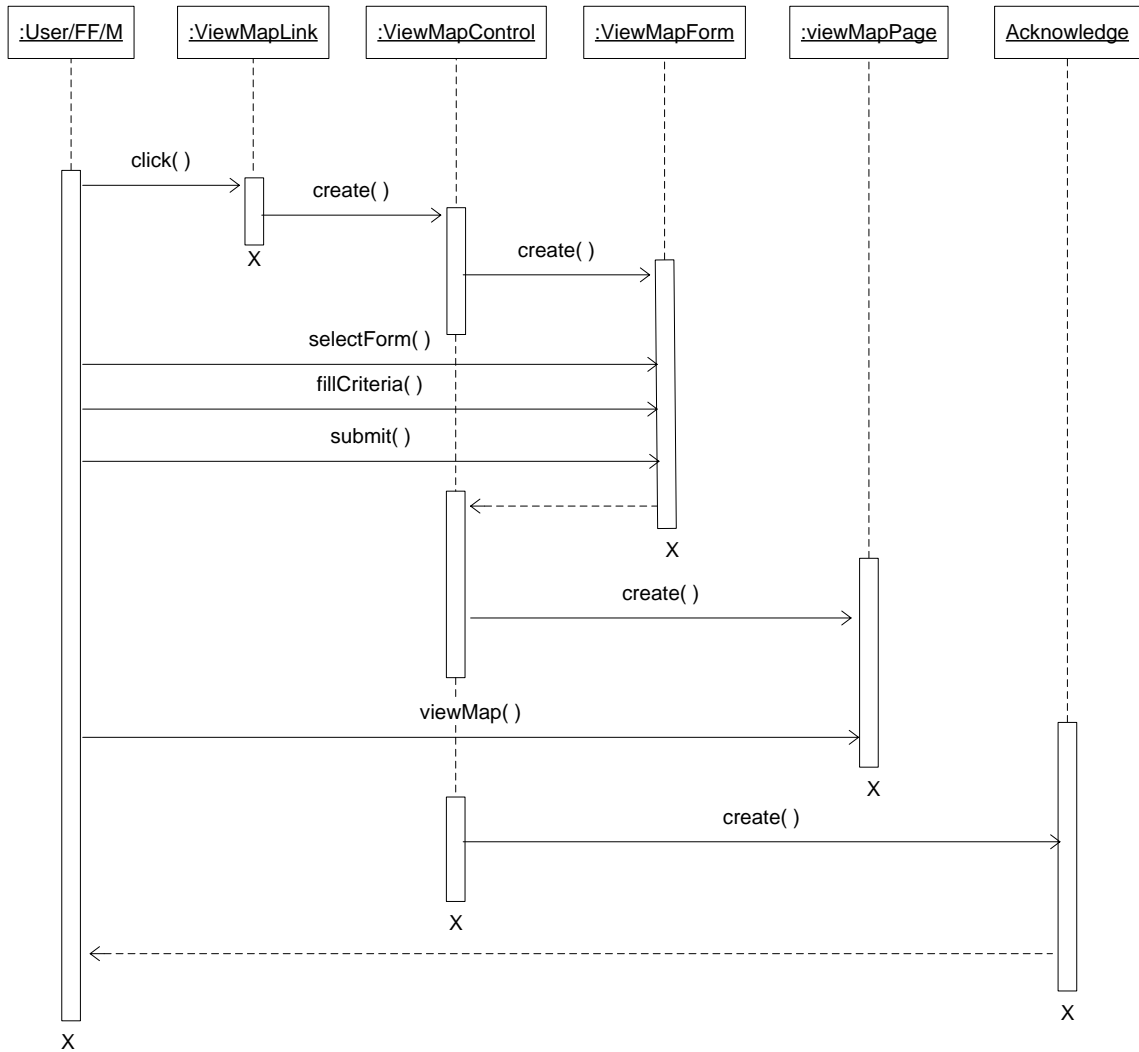 :User/FF/M
:ViewMapLink
:ViewMapControl
:ViewMapForm
:viewMapPage
Acknowledge
click( )
create( )
create( )
X
selectForm( )
fillCriteria( )
submit( )
X
create( )
viewMap( )
X
create( )
X
X
X